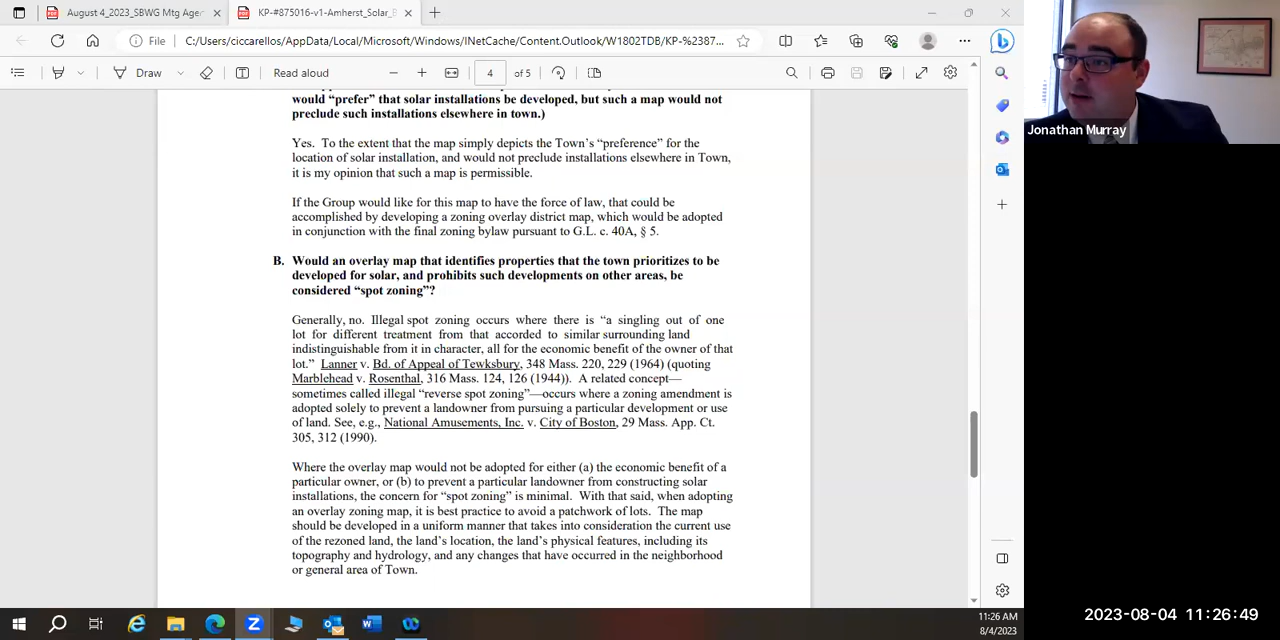 August 4_2023_SBWG Mtg Age
KP-#875016-v1-Amherst_Solar_B
File
C:/Users/ciccarellos/AppData/Local/Microsoft/Windows/INetCache/Content.Outlook/W1802TDB/KP-%2387...
Draw
Read aloud
4
of 5
would “prefer” that solar installations be developed, but such a map would not
preclude such installations elsewhere in town.)
Yes. To the extent that the map simply depicts the Town’s “preference” for the
location of solar installation, and would not preclude installations elsewhere in Town,
it is my opinion that such a map is permissible.
If the Group would like for this map to have the force of law, that could be
accomplished by developing a zoning overlay district map, which would be adopted
in conjunction with the final zoning bylaw pursuant to G.L. c. 40A, § 5.
B. Would an overlay map that identifies properties that the town prioritizes to be
developed for solar, and prohibits such developments on other areas, be
considered “spot zoning”?
Generally, no. Illegal spot zoning occurs where there is “a singling out of one
lot for different treatment from that accorded to similar surrounding land
indistinguishable from it in character, all for the economic benefit of the owner of that
lot.” Lanner v. Bd. of Appeal of Tewksbury, 348 Mass. 220, 229 (1964) (quoting
Marblehead v. Rosenthal, 316 Mass. 124, 126 (1944)). A related concept—
sometimes called illegal “reverse spot zoning”—occurs where a zoning amendment is
adopted solely to prevent a landowner from pursuing a particular development or use
of land. See, e.g., National Amusements, Inc. v. City of Boston, 29 Mass. App. Ct.
305, 312 (1990).
Where the overlay map would not be adopted for either (a) the economic benefit of a
particular owner, or (b) to prevent a particular landowner from constructing solar
installations, the concern for “spot zoning” is minimal. With that said, when adopting
an overlay zoning map, it is best practice to avoid a patchwork of lots. The map
should be developed in a uniform manner that takes into consideration the current use
of the rezoned land, the land’s location, the land’s physical features, including its
topography and hydrology, and any changes that have occurred in the neighborhood
or general area of Town.
Jonathan Murray
11:26 AM
8/4/2023
2023-08-04 11:26:49